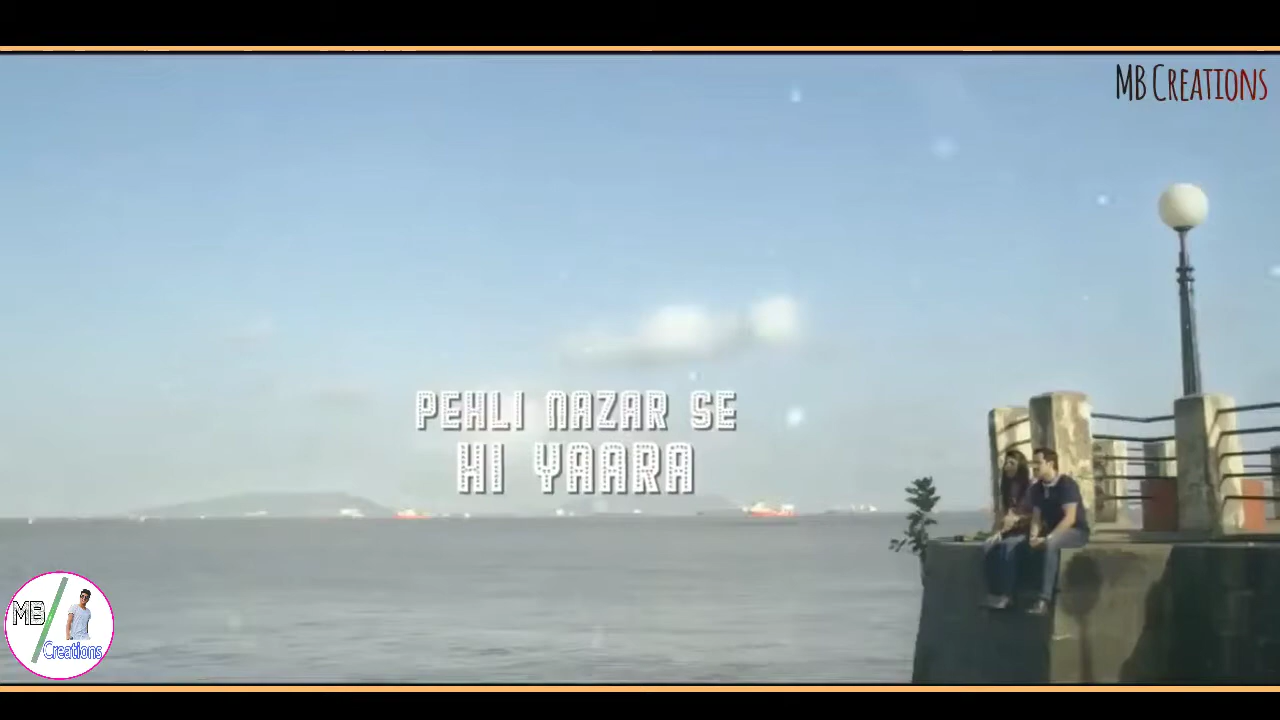 MB CREATIONS
PEHLI NAZAR SE
HI YAARA
MB
Creations